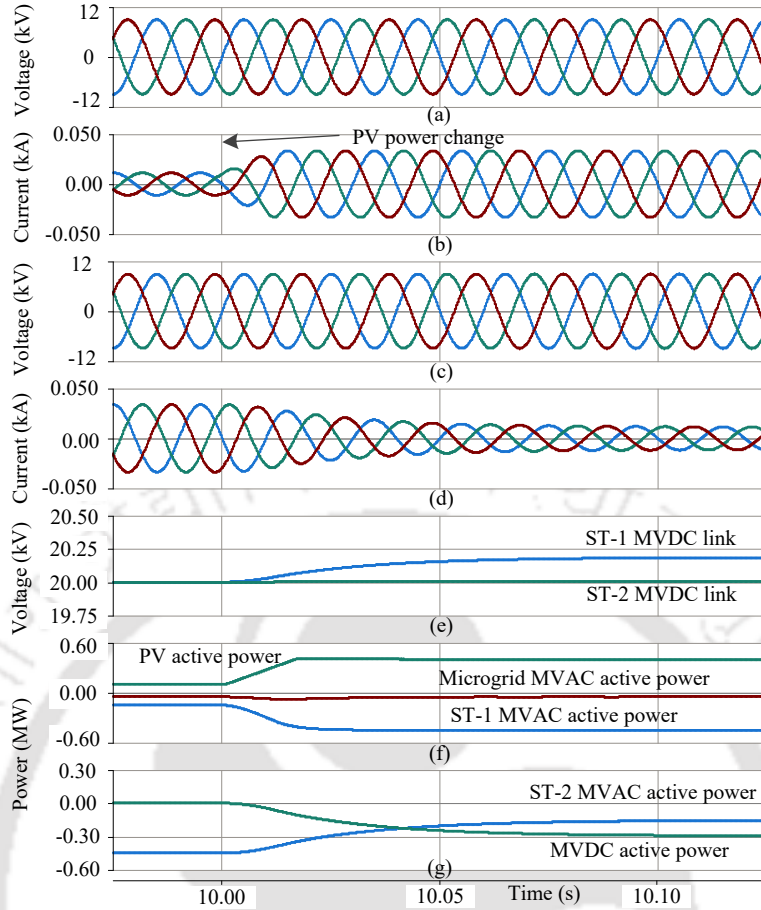 Voltage (kV)
12
0
-12
(a)
Current (kA)
0.050
0.00
-0.050
PV power change
(b)
Voltage (kV)
12
0
-12
(c)
Current (kA)
0.050
0.00
-0.050
(d)
Voltage (kV)
20.50
20.25
20.00
19.75
ST-1 MVDC link
ST-2 MVDC link
(e)
Power (MW)
0.60
0.00
-0.60
PV active power
Microgrid MVAC active power
ST-1 MVAC active power
(f)
0.30
0.00
-0.30
-0.60
ST-2 MVAC active power
MVDC active power
(g)
10.00
10.05
Time (s)
10.10